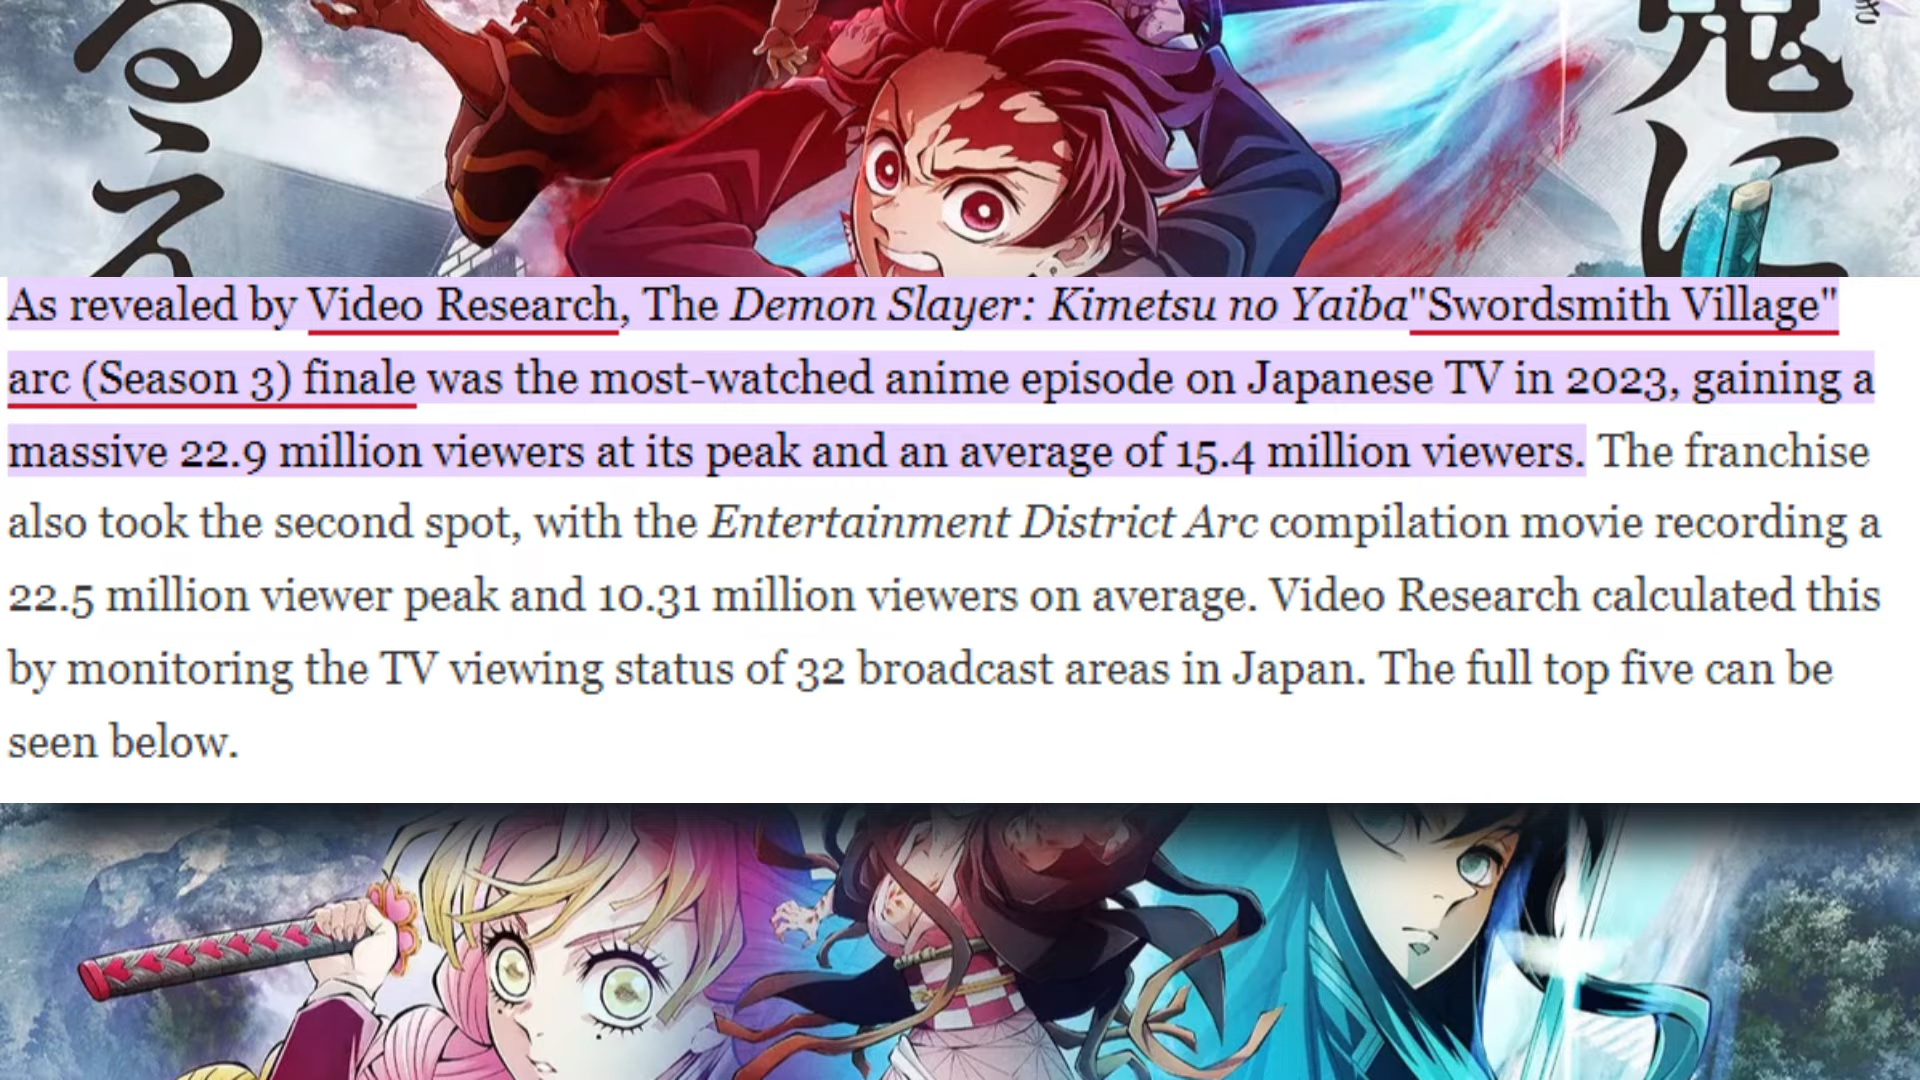 るえ
鬼に
き
As revealed by Video Research, The Demon Slayer: Kimetsu no Yaiba"Swordsmith Village"
arc (Season 3) finale was the most-watched anime episode on Japanese TV in 2023, gaining a
massive 22.9 million viewers at its peak and an average of 15.4 million viewers. The franchise
also took the second spot, with the Entertainment District Arc compilation movie recording a
22.5 million viewer peak and 10.31 million viewers on average. Video Research calculated this
by monitoring the TV viewing status of 32 broadcast areas in Japan. The full top five can be
seen below.